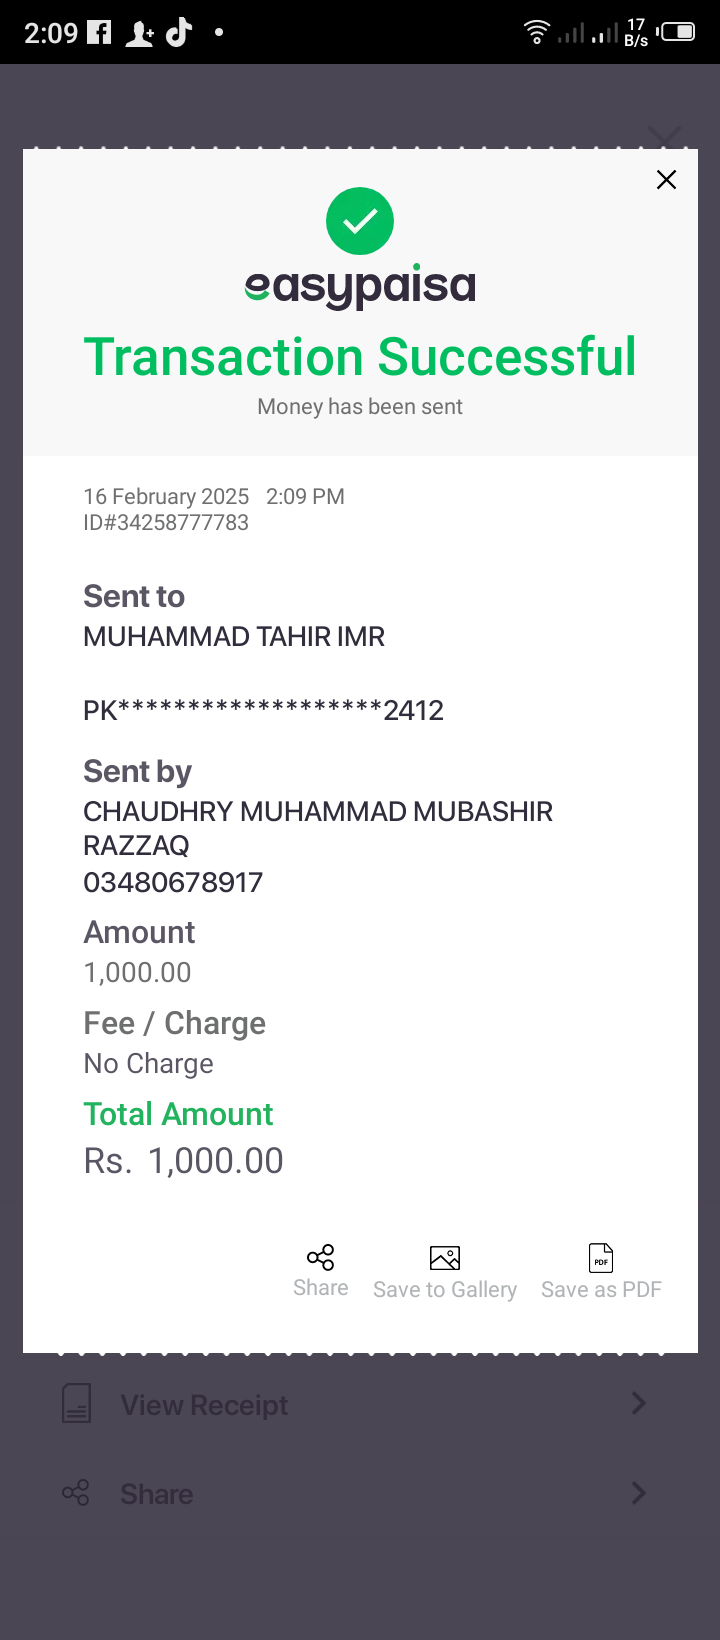 2:09
17
B/s
easypaisa
Transaction Successful
Money has been sent
16 February 2025 2:09 PM
ID#34258777783
Sent to
MUHAMMAD TAHIR IMR
PK*******************2412
Sent by
CHAUDHRY MUHAMMAD MUBASHIR
RAZZAQ
03480678917
Amount
1,000.00
Fee / Charge
No Charge
Total Amount
Rs. 1,000.00
PDF
Share Save to Gallery Save as PDF
View Receipt
Share